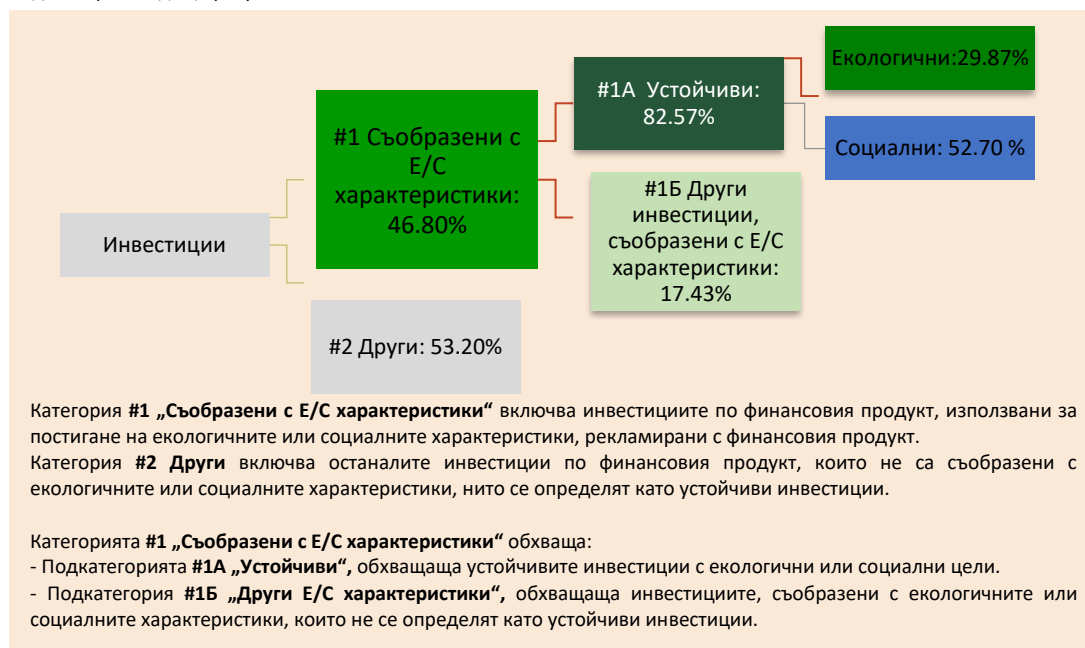 Екологични:29.87%
#1А Устойчиви:
82.57%
#1 Съобразени с
Е/С
характеристики:
46.80%
Социални: 52.70 %
#1Б Други
инвестиции,
съобразени с Е/С
характеристики:
17.43%
Инвестиции
#2 Други: 53.20%
Категория #1 „Съобразени с Е/С характеристики“ включва инвестициите по финансовия продукт, използвани за
постигане на екологичните или социалните характеристики, рекламирани с финансовия продукт.
Категория #2 Други включва останалите инвестиции по финансовия продукт, които не са съобразени с
екологичните или социалните характеристики, нито се определят като устойчиви инвестиции.
Категорията #1 „Съобразени с Е/С характеристики“ обхваща:
- Подкатегорията #1А „Устойчиви“, обхващаща устойчивите инвестиции с екологични или социални цели.
- Подкатегория #1Б „Други Е/С характеристики“, обхващаща инвестициите, съобразени с екологичните или
социалните характеристики, които не се определят като устойчиви инвестиции.